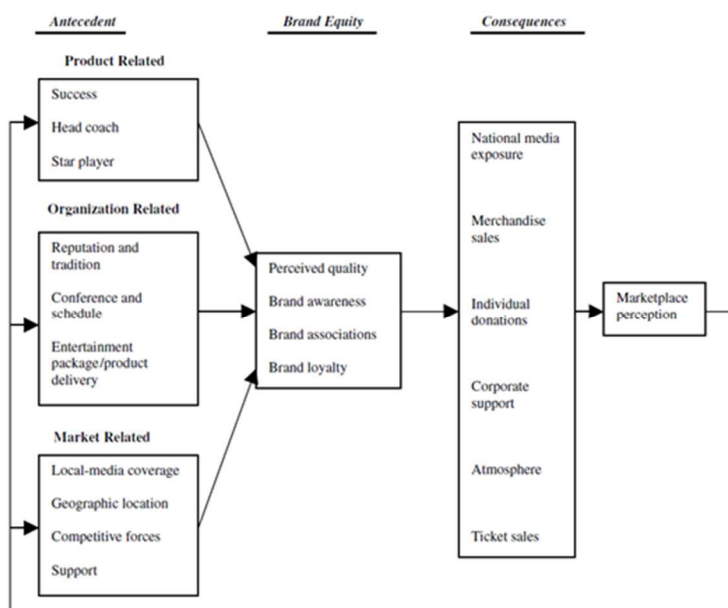 Antecedent
Brand Equity
Consequences
Product Related
Success
Head coach
Star player
Organization Related
Reputation and
tradition
Conference and
schedule
Entertainment
package/product
delivery
Market Related
Local-media coverage
Geographic location
Competitive forces
Support
Perceived quality
Brand awareness
Brand associations
Brand loyalty
National media
exposure
Merchandise
sales
Individual
donations
Corporate
support
Atmosphere
Ticket sales
Marketplace
perception